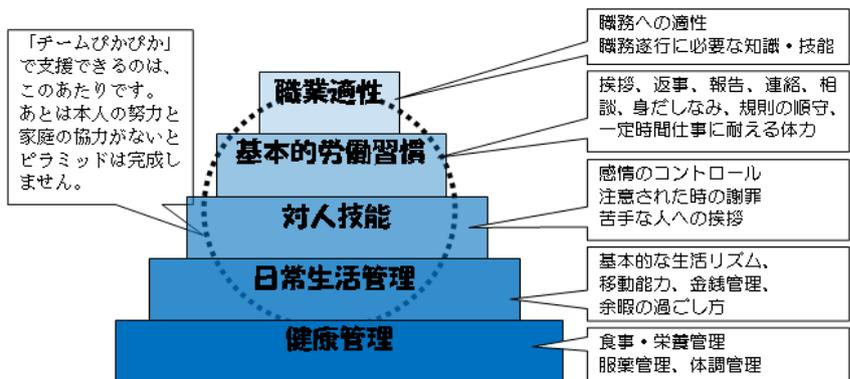 「チームぴかぴか」
で支援できるのは、
このあたりです。
あとは本人の努力と
家庭の協力がないと
ピラミッドは完成し
ません。
職業適性
職務への適性
職務遂行に必要な知識・技能
基本的労働習慣
挨拶、返事、報告、連絡、相
談、身だしなみ、規則の順守、
一定時間仕事に耐える体力
対人技能
感情のコントロール
注意された時の謝罪
苦手な人への挨拶
日常生活管理
基本的な生活リズム、
移動能力、金銭管理、
余暇の過ごし方
健康管理
食事・栄養管理
服薬管理、体調管理